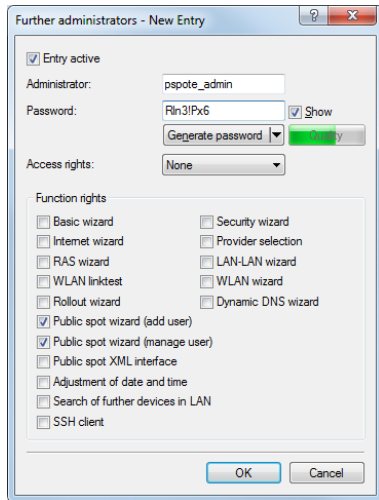 Further administrators - New Entry
Entry active
Administrator: pspote_admin
Password: Rln3!Px6 Show
Generate password Quality
Access rights: None
Function rights
Basic wizard Security wizard
Internet wizard Provider selection
RAS wizard LAN-LAN wizard
WLAN linktest WLAN wizard
Rollout wizard Dynamic DNS wizard
Public spot wizard (add user)
Public spot wizard (manage user)
Public spot XML interface
Adjustment of date and time
Search of further devices in LAN
SSH client
OK Cancel